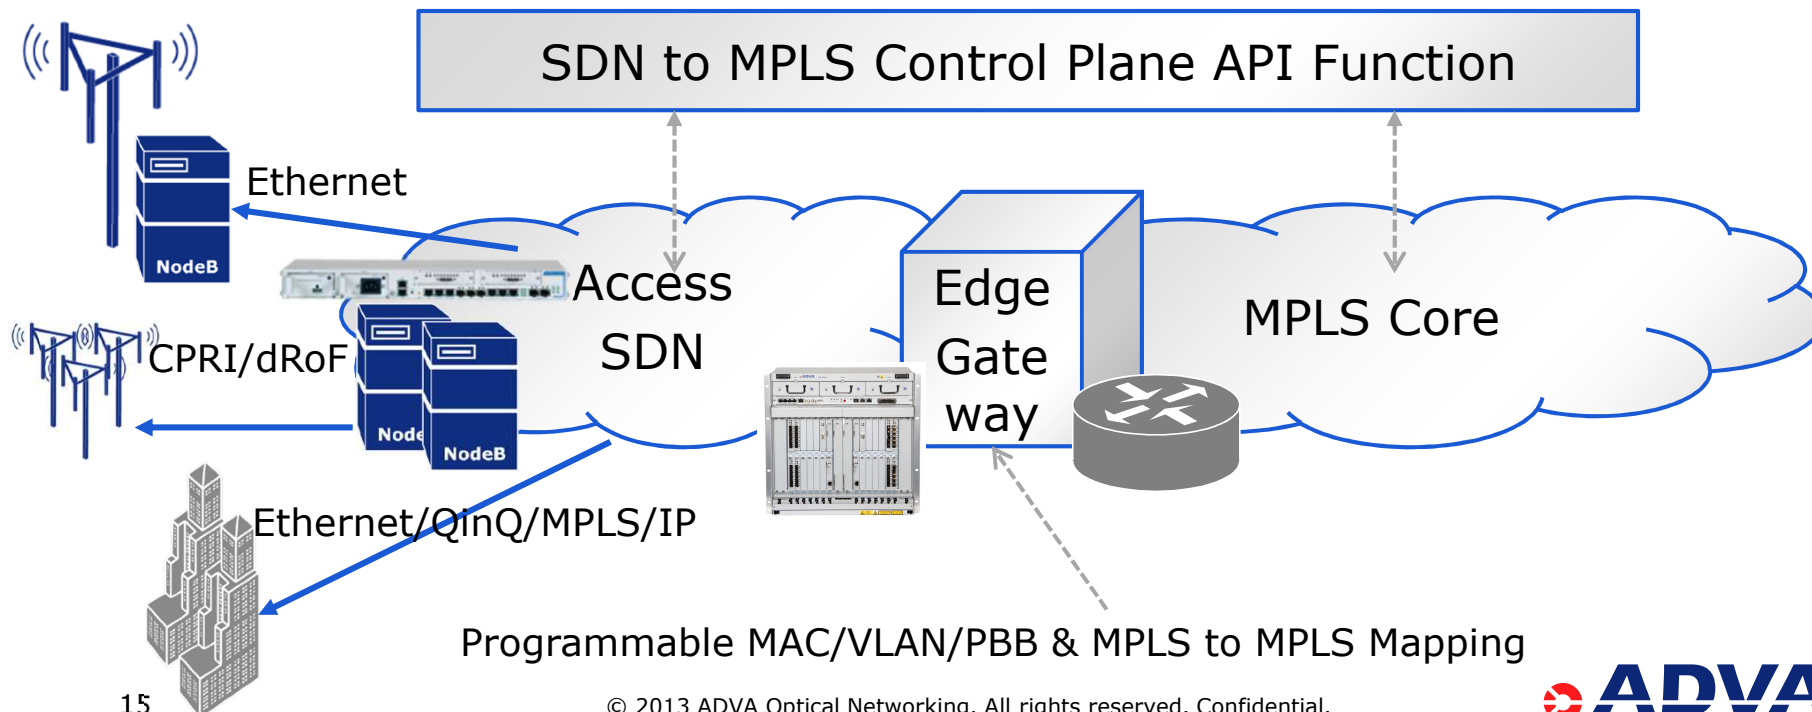 SDN to MPLS Control Plane API Function
Ethernet
NodeB
Access
SDN
Edge
Gate
way
MPLS Core
CPRI/dRoF
Node
NodeB
ADVA
Ethernet/QinQ/MPLS/IP
Programmable MAC/VLAN/PBB & MPLS to MPLS Mapping
15
© 2013 ADVA Optical Networking. All rights reserved. Confidential.
ADVA